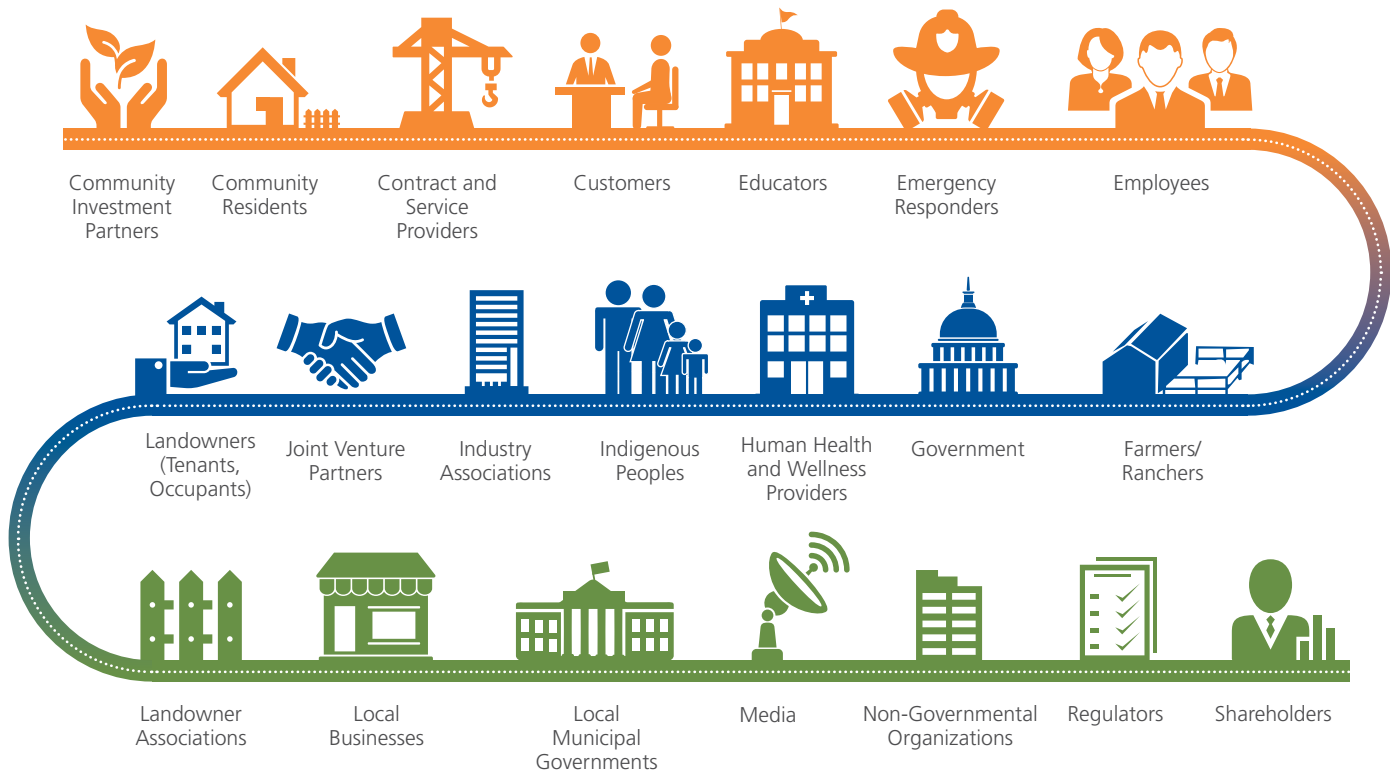 Community
Investment
Partners
Community
Residents
Contract and
Service
Providers
Customers
Educators
Emergency
Responders
Employees
Landowners
(Tenants,
Occupants)
Joint Venture
Partners
Industry
Associations
Indigenous
Peoples
Human Health
and Wellness
Providers
Government
Farmers/
Ranchers
Landowner
Associations
Local
Businesses
Local
Municipal
Governments
Media
Non-Governmental
Organizations
Regulators
Shareholders